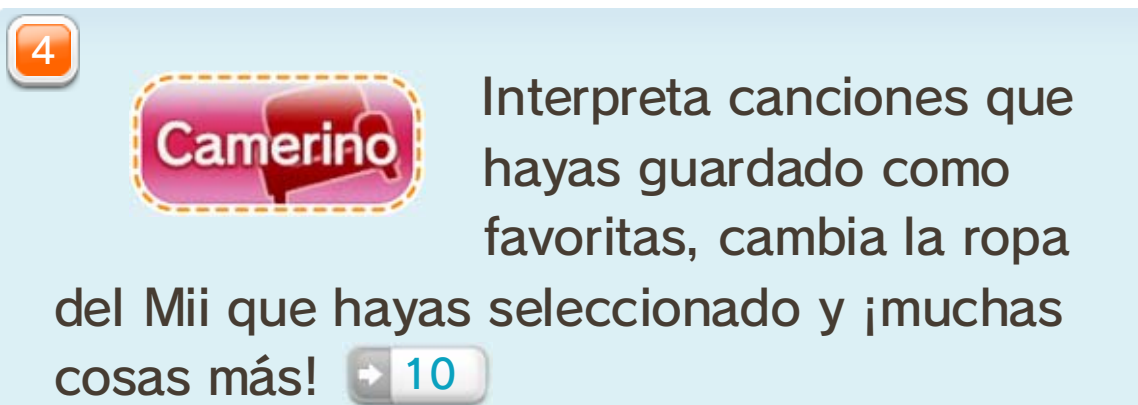 4
Camerino
Interpreta canciones que
hayas guardado como
favoritas, cambia la ropa
del Mii que hayas seleccionado y ¡muchas
cosas más! 10